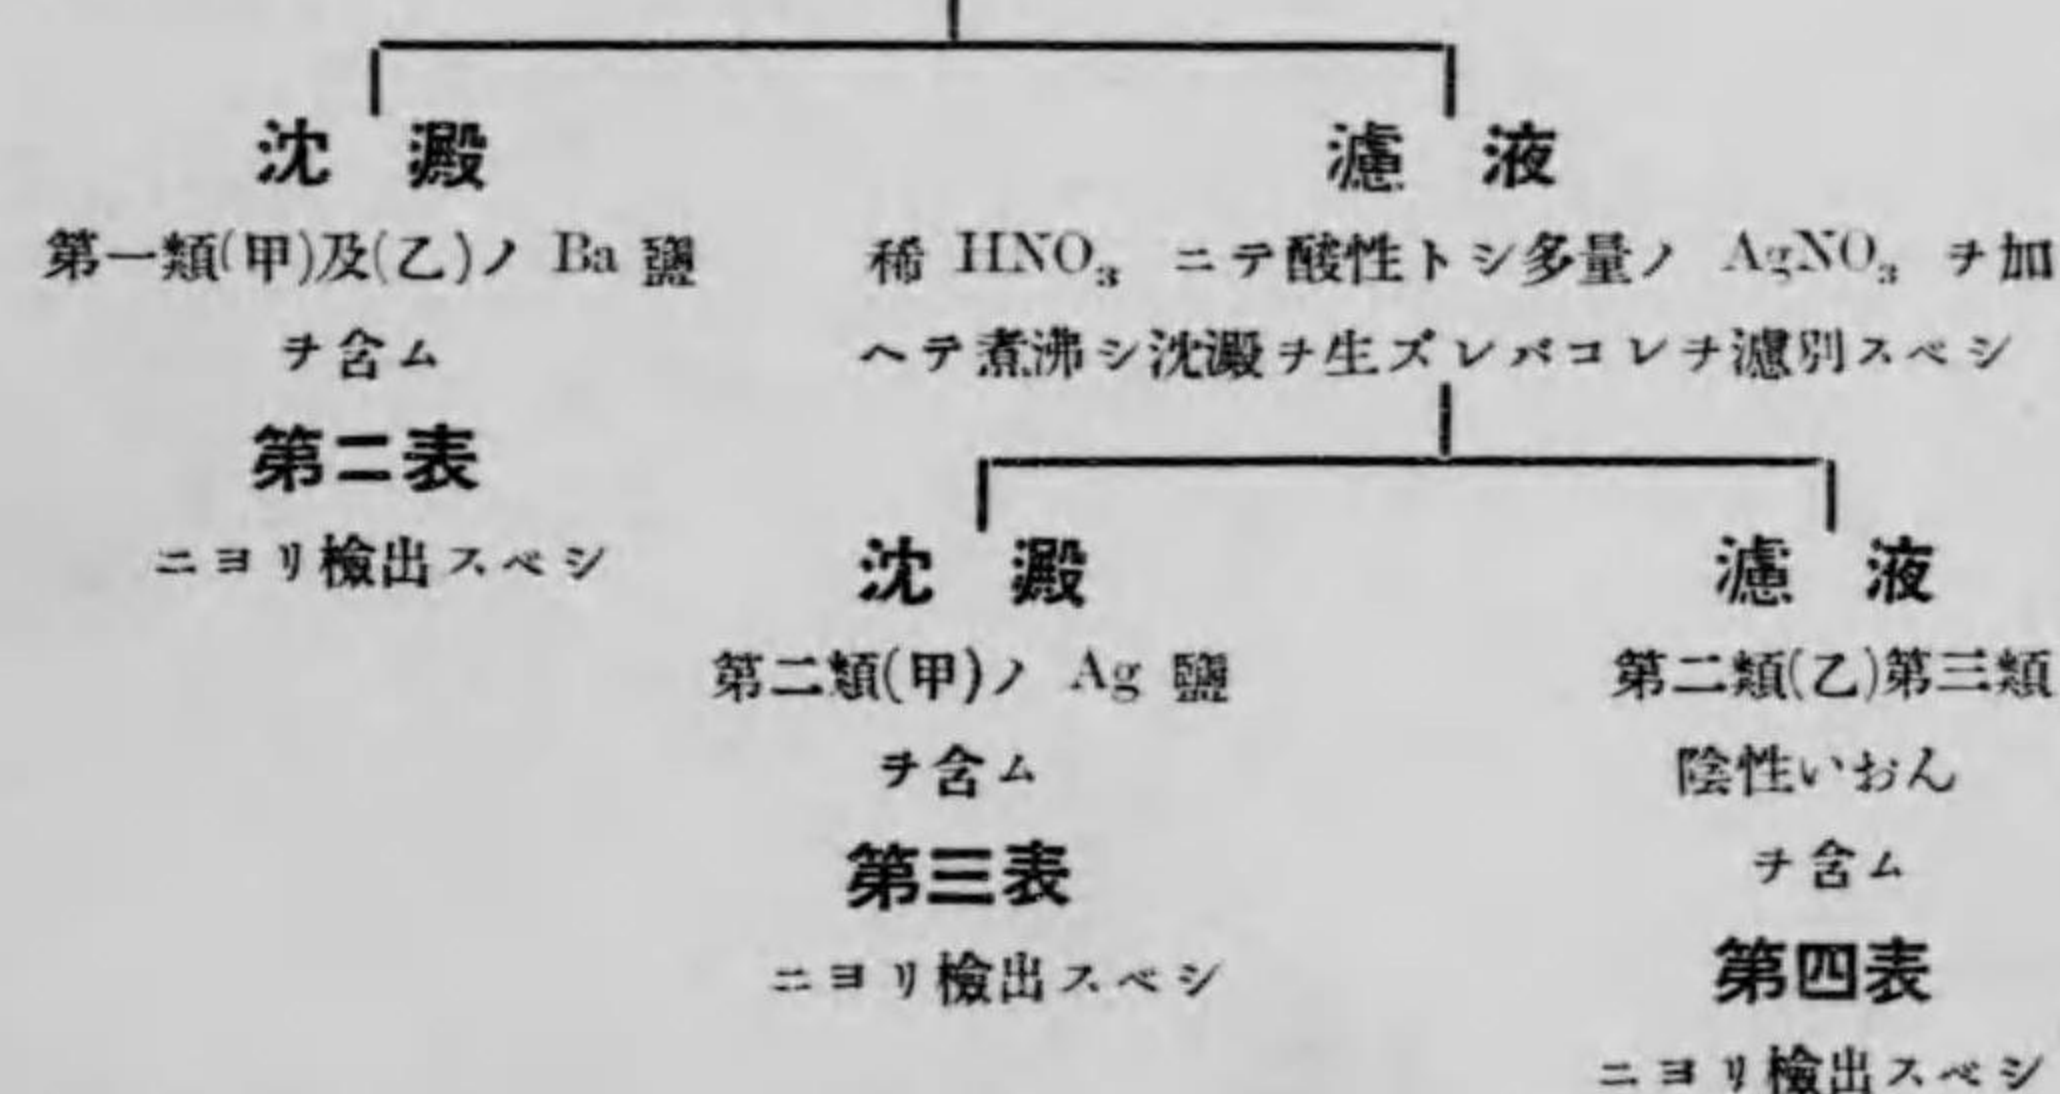 沈澱
第一類(甲)及(乙)ノ Ba 鹽
ヲ含ム
第二表
ニヨリ檢出スベシ
濾液
稀 HNO₃ ニテ酸性トシ多量ノ AgNO₃ ヲ加
ヘテ煮沸シ沈澱ヲ生ズレバコレヲ濾別スベシ
沈澱
第二類(甲)ノ Ag 鹽
ヲ含ム
第三表
ニヨリ檢出スベシ
濾液
第二類(乙)第三類
陰性いおん
ヲ含ム
第四表
ニヨリ檢出スベシ